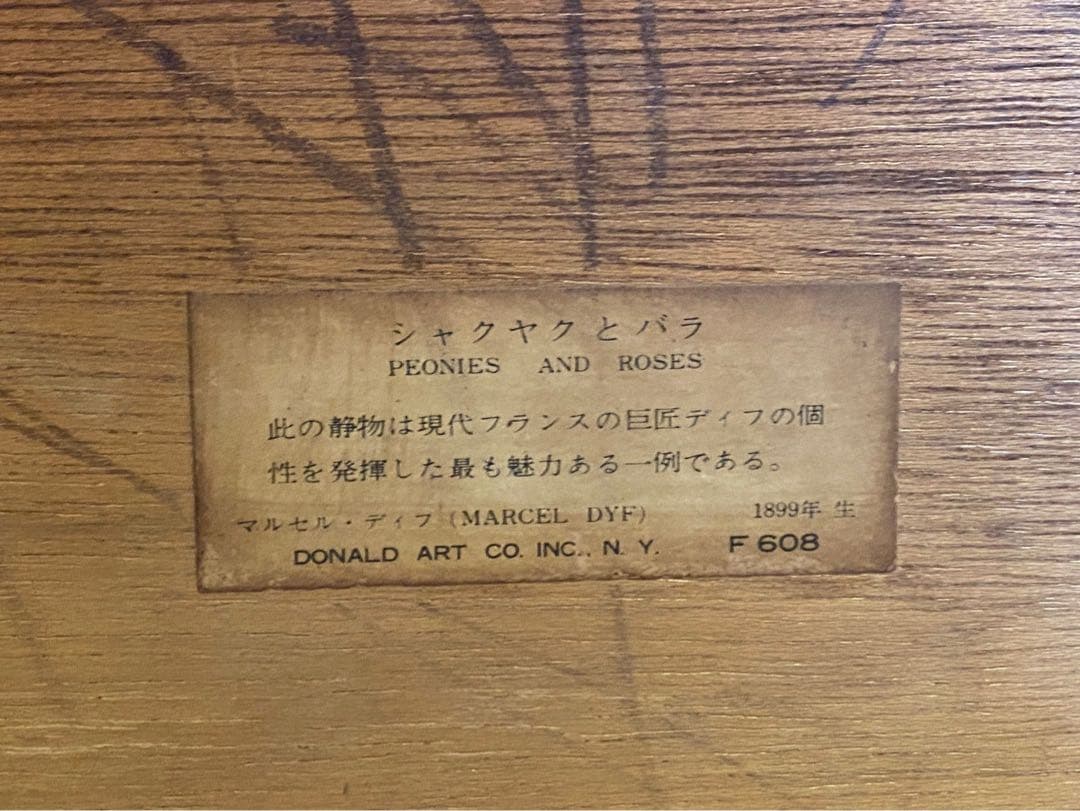 シャクヤクとバラ
PEONIES AND ROSES
此の静物は現代フランスの巨匠ディフの個
性を発揮した最も魅力ある一例である。
マルセル・ディフ (MARCEL DYF) 1899年 生
DONALD ART CO. INC., N. Y. F 608